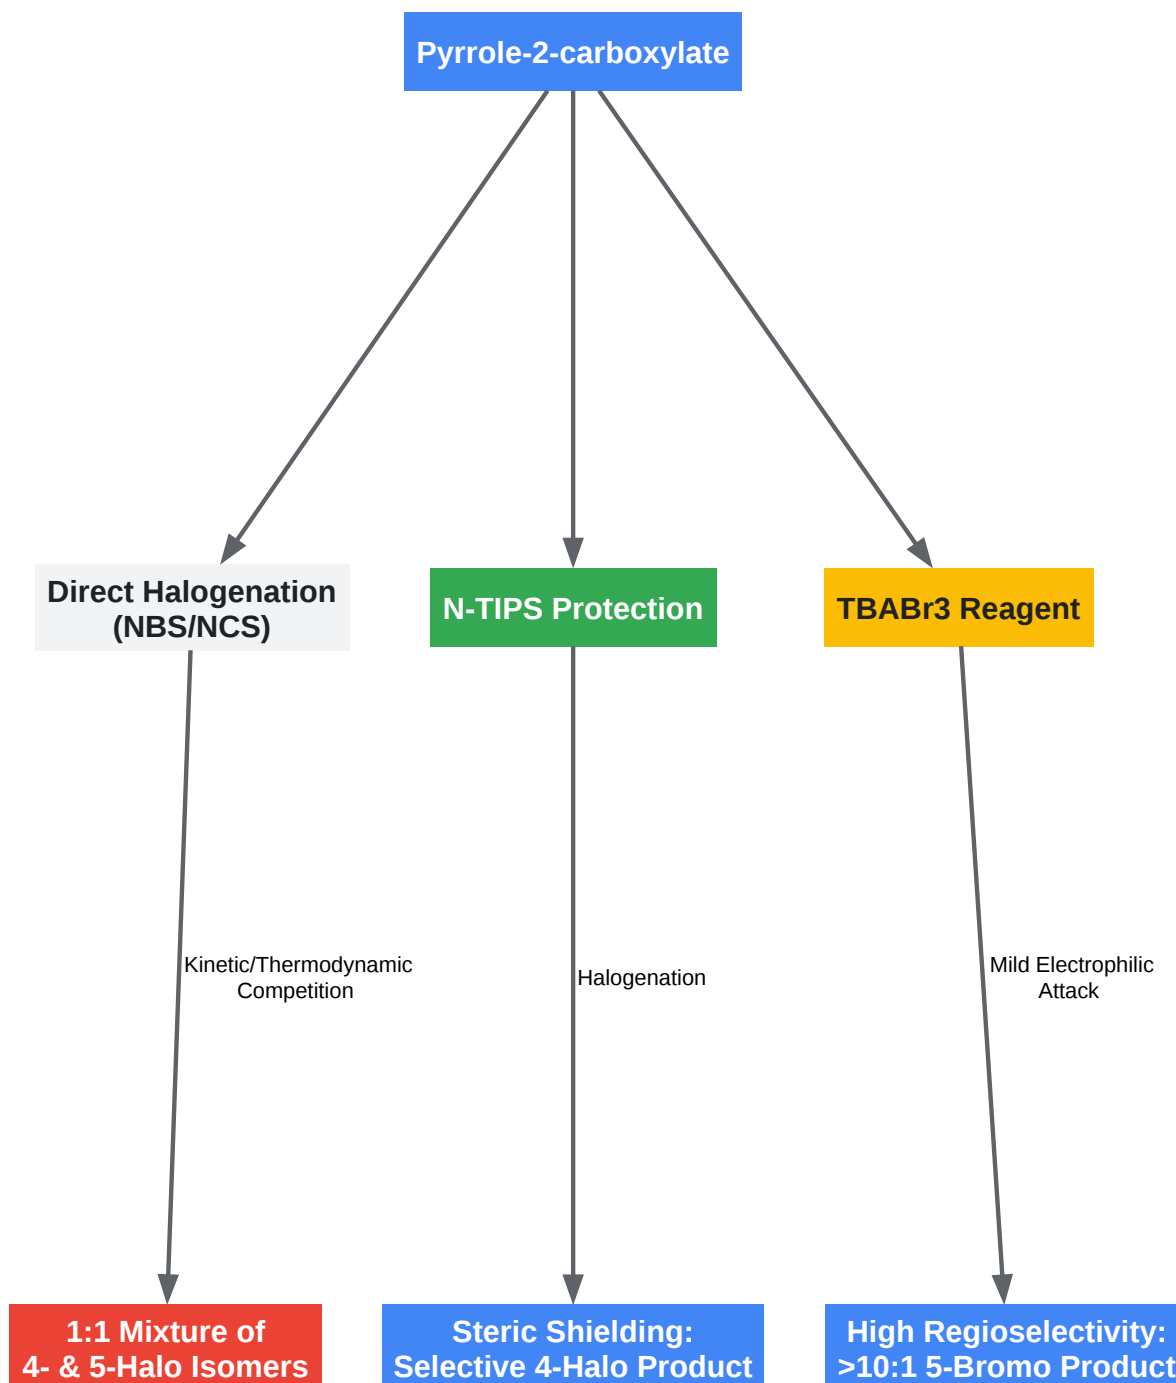 Pyrrole-2-carboxylate
Direct Halogenation
(NBS/NCS)
N-TIPS Protection
TBABr3 Reagent
Kinetic/Thermodynamic
Competition
Halogenation
Mild Electrophilic
Attack
1:1 Mixture of
4- & 5-Halo Isomers
Steric Shielding:
Selective 4-Halo Product
High Regioselectivity:
>10:1 5-Bromo Product